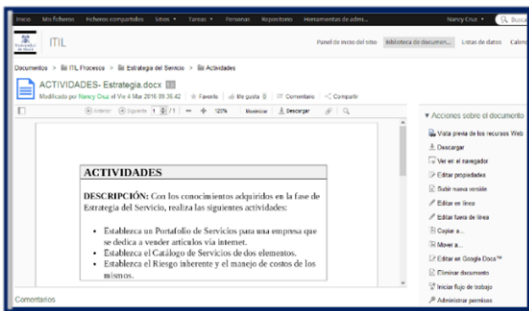 Inicio Mis ficheros Ficheros compartidos Sitios Tareas Personas Repositorio Herramientas de admi... Nancy Cruz
ITIL
Panel de inicio del sitio Biblioteca de documen... Listas de datos Calend
Documentos > ITIL Procesos > Estrategia del Servicio > Actividades
ACTIVIDADES- Estrategia.docx
Modificado por Nancy Cruz el Vie 4 Mar 2016 09:36:42 Favorito Me gusta 0 Comentario Compartir
Anterior Siguiente 1 / 1 125% Maximizar Descargar
ACTIVIDADES
DESCRIPCIÓN: Con los conocimientos adquiridos en la fase de
Estrategia del Servicio, realiza las siguientes actividades:
• Establezca un Portafolio de Servicios para una empresa que
se dedica a vender artículos vía internet.
• Establezca el Catálogo de Servicios de dos elementos.
• Establezca el Riesgo inherente y el manejo de costos de los
mismos.
Comentarios
Acciones sobre el documento
Vista previa de los recursos Web
Descargar
Ver en el navegador
Editar propiedades
Subir nueva versión
Editar en línea
Editar fuera de línea
Copiar a...
Mover a...
Editar en Google Docs™
Eliminar documento
Iniciar flujo de trabajo
Administrar permisos